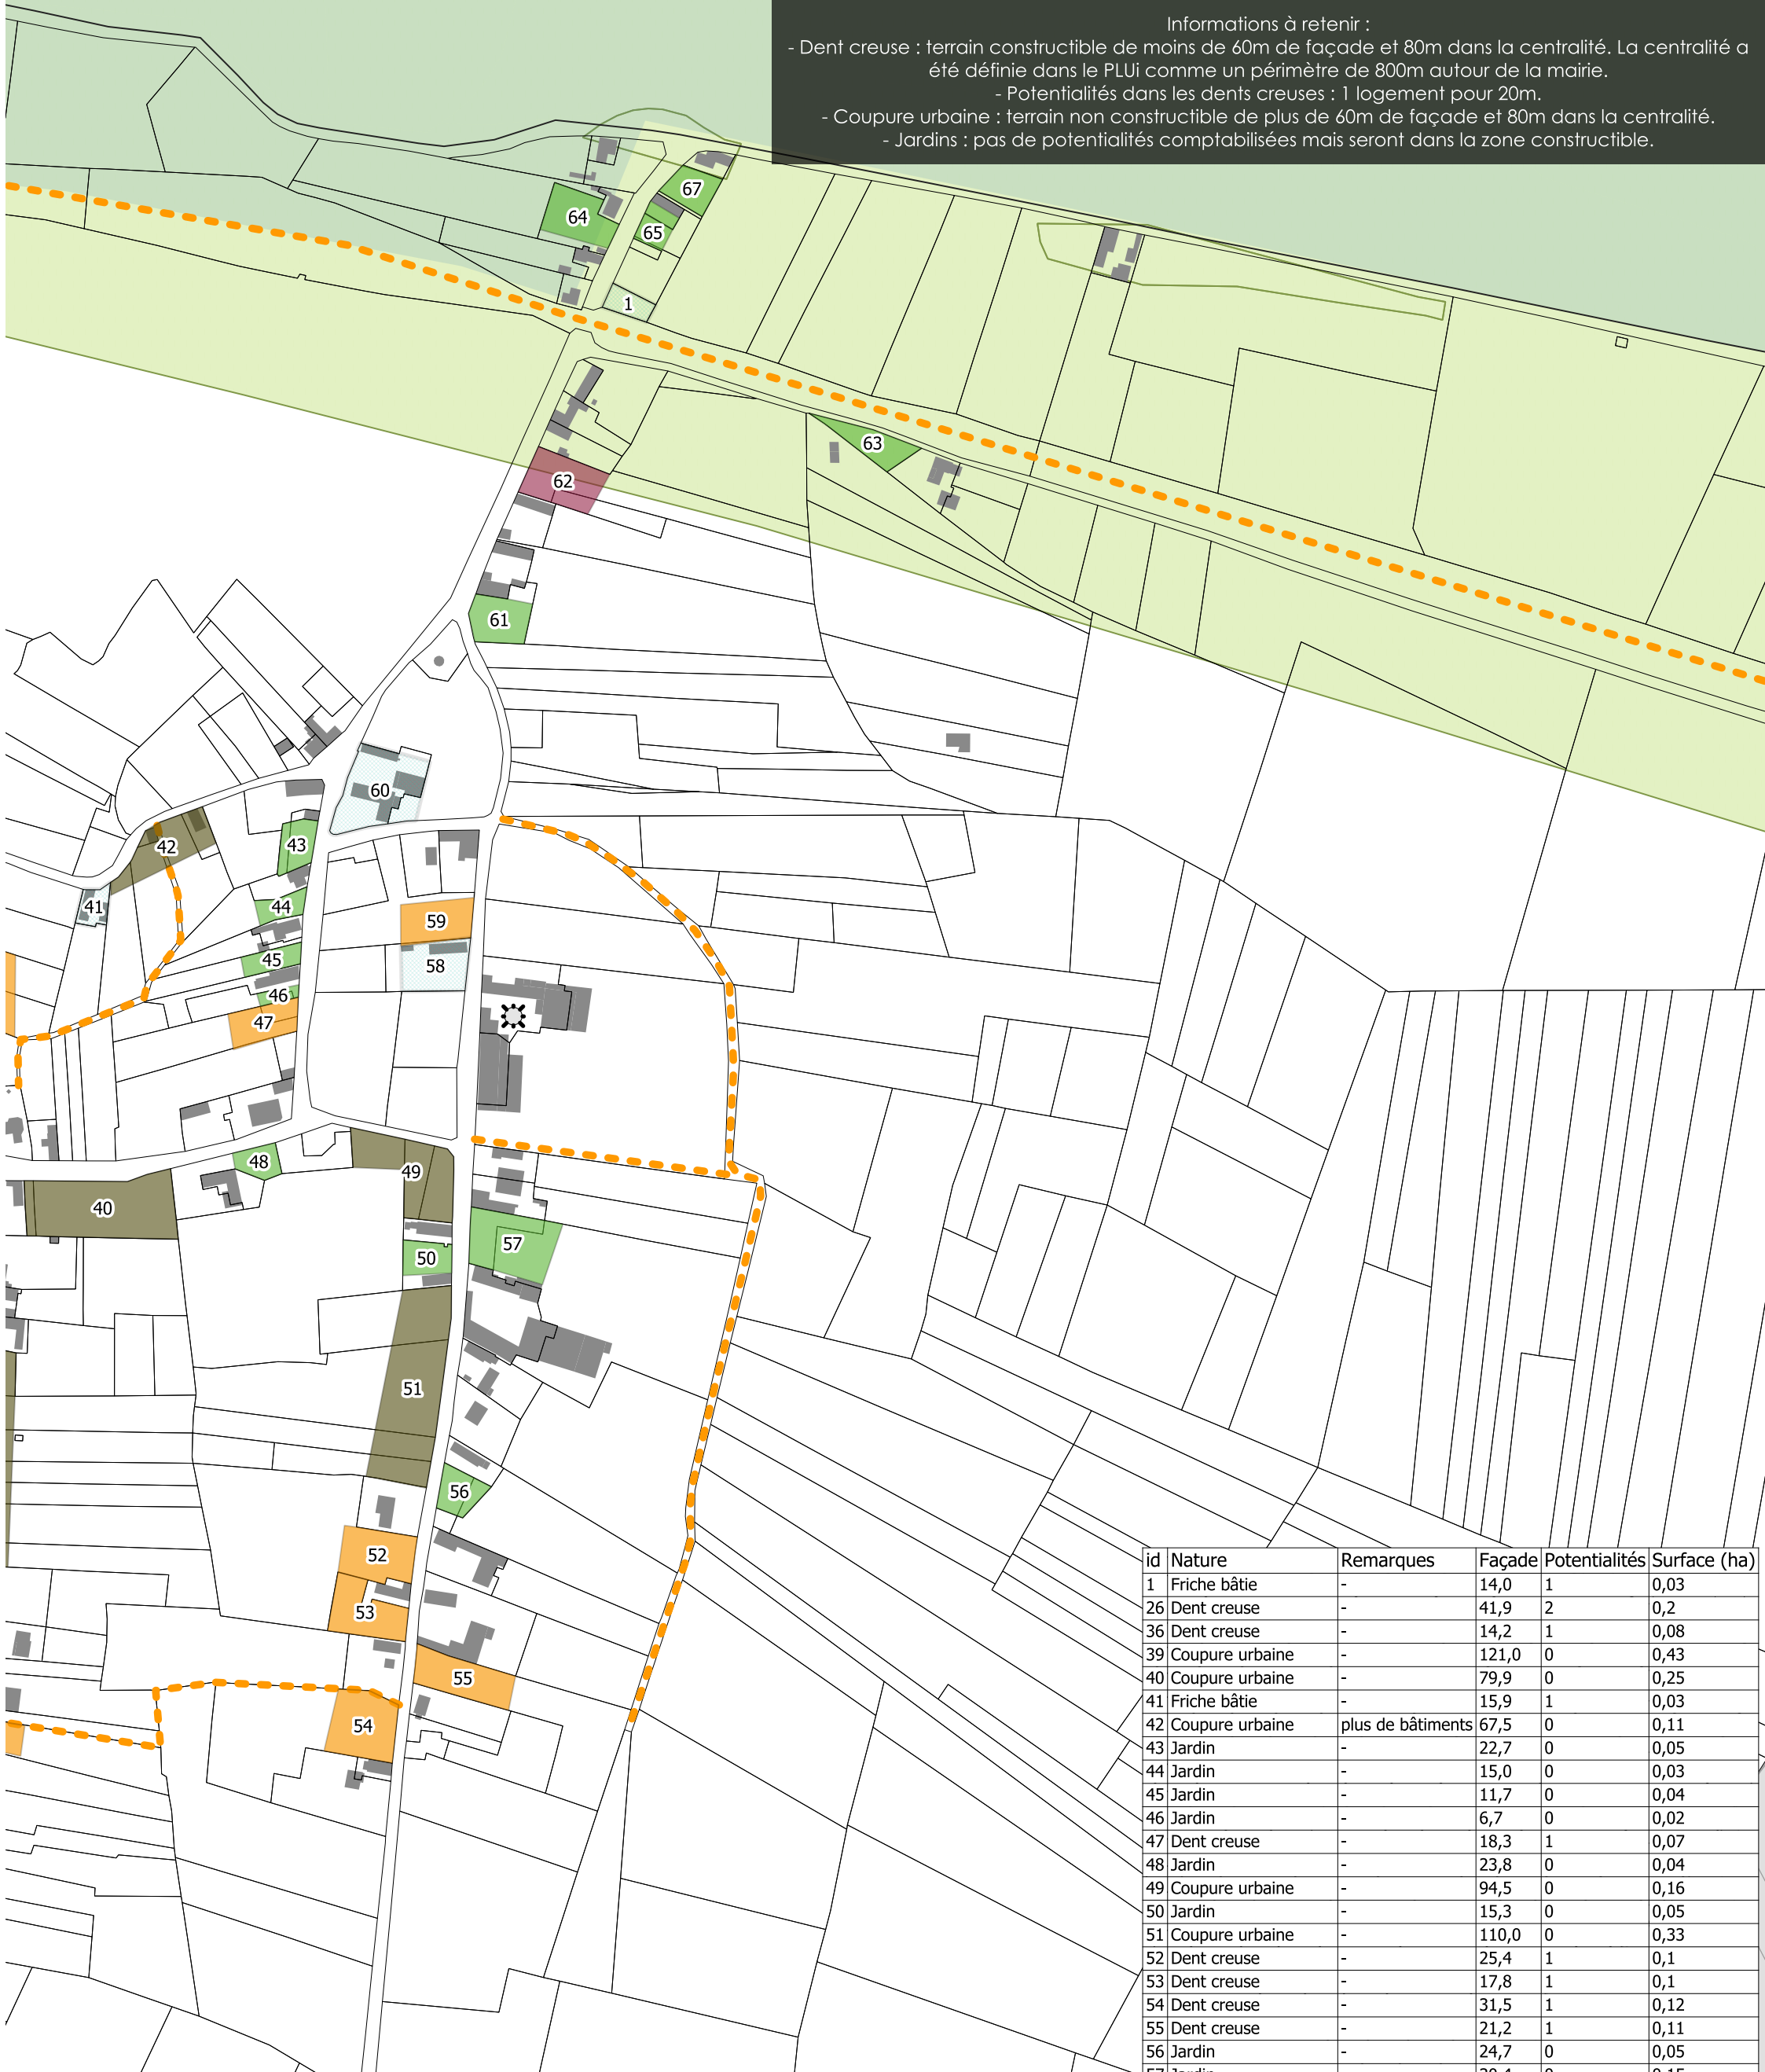 Informations à retenir :
- Dent creuse : terrain constructible de moins de 60m de façade et 80m dans la centralité. La centralité a
été définie dans le PLUi comme un périmètre de 800m autour de la mairie.
- Potentialités dans les dents creuses : 1 logement pour 20m.
- Coupure urbaine : terrain non constructible de plus de 60m de façade et 80m dans la centralité.
- Jardins : pas de potentialités comptabilisées mais seront dans la zone constructible.
67
64
65
1
63
62
61
60
42
43
41
44
59
45
58
46
47
48
49
40
57
50
51
56
52
53
55
54
id Nature Remarques Façade Potentialités Surface (ha)
1 Friche bâtie - 14,0 1 0,03
26 Dent creuse - 41,9 2 0,2
36 Dent creuse - 14,2 1 0,08
39 Coupure urbaine - 121,0 0 0,43
40 Coupure urbaine - 79,9 0 0,25
41 Friche bâtie - 15,9 1 0,03
42 Coupure urbaine plus de bâtiments 67,5 0 0,11
43 Jardin - 22,7 0 0,05
44 Jardin - 15,0 0 0,03
45 Jardin - 11,7 0 0,04
46 Jardin - 6,7 0 0,02
47 Dent creuse - 18,3 1 0,07
48 Jardin - 23,8 0 0,04
49 Coupure urbaine - 94,5 0 0,16
50 Jardin - 15,3 0 0,05
51 Coupure urbaine - 110,0 0 0,33
52 Dent creuse - 25,4 1 0,1
53 Dent creuse - 17,8 1 0,1
54 Dent creuse - 31,5 1 0,12
55 Dent creuse - 21,2 1 0,11
56 Jardin - 24,7 0 0,05